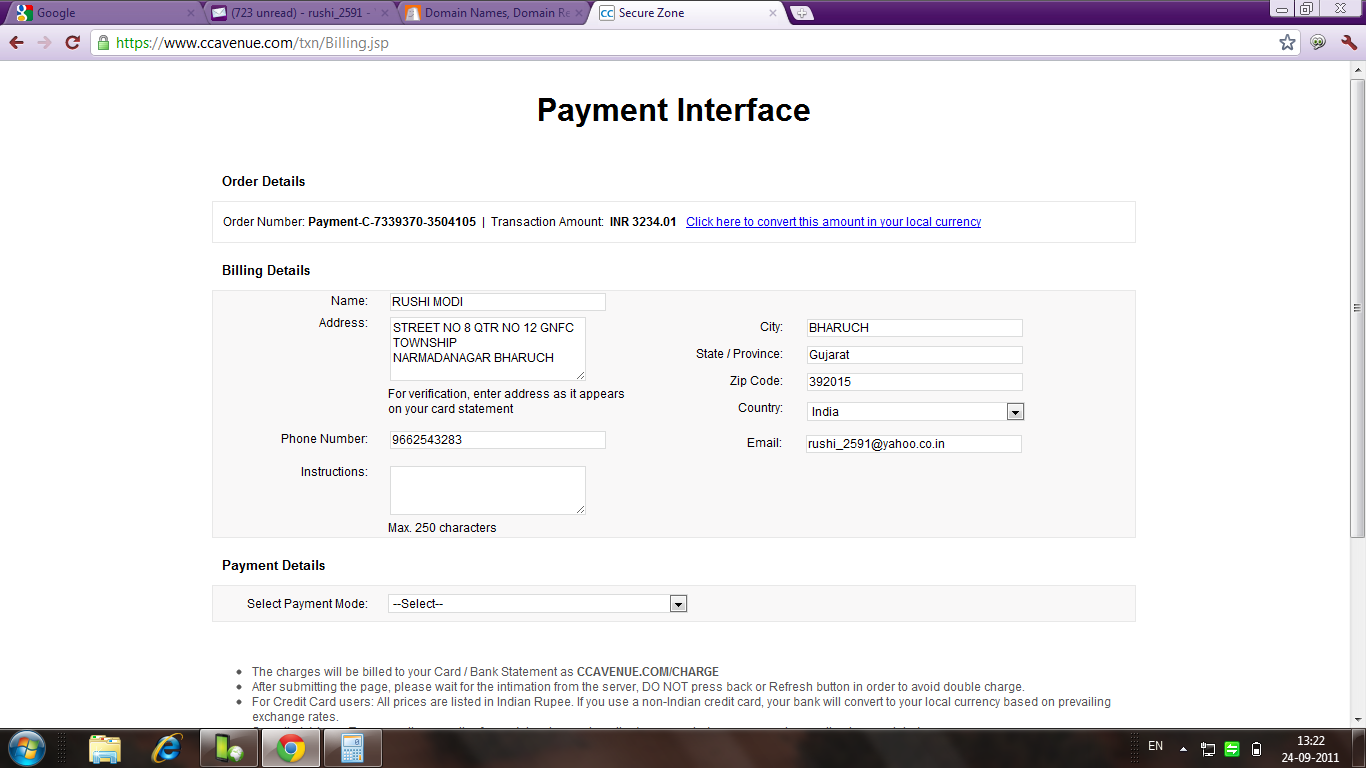 Google
(723 unread) - rushi_2591 -
Domain Names, Domain Re
CC Secure Zone
https://www.ccavenue.com/txn/Billing.jsp
Payment Interface
Order Details
Order Number: Payment-C-7339370-3504105 | Transaction Amount: INR 3234.01 Click here to convert this amount in your local currency
Billing Details
Name: RUSHI MODI
Address: STREET NO 8 QTR NO 12 GNFC
TOWNSHIP
NARMADANAGAR BHARUCH
For verification, enter address as it appears
on your card statement
City: BHARUCH
State / Province: Gujarat
Zip Code: 392015
Country: India
Phone Number: 9662543283
Email: rushi_2591@yahoo.co.in
Instructions:
Max. 250 characters
Payment Details
Select Payment Mode: --Select--
The charges will be billed to your Card / Bank Statement as CCAVENUE.COM/CHARGE
After submitting the page, please wait for the intimation from the server, DO NOT press back or Refresh button in order to avoid double charge.
For Credit Card users: All prices are listed in Indian Rupee. If you use a non-Indian credit card, your bank will convert to your local currency based on prevailing
exchange rates.
EN
13:22
24-09-2011